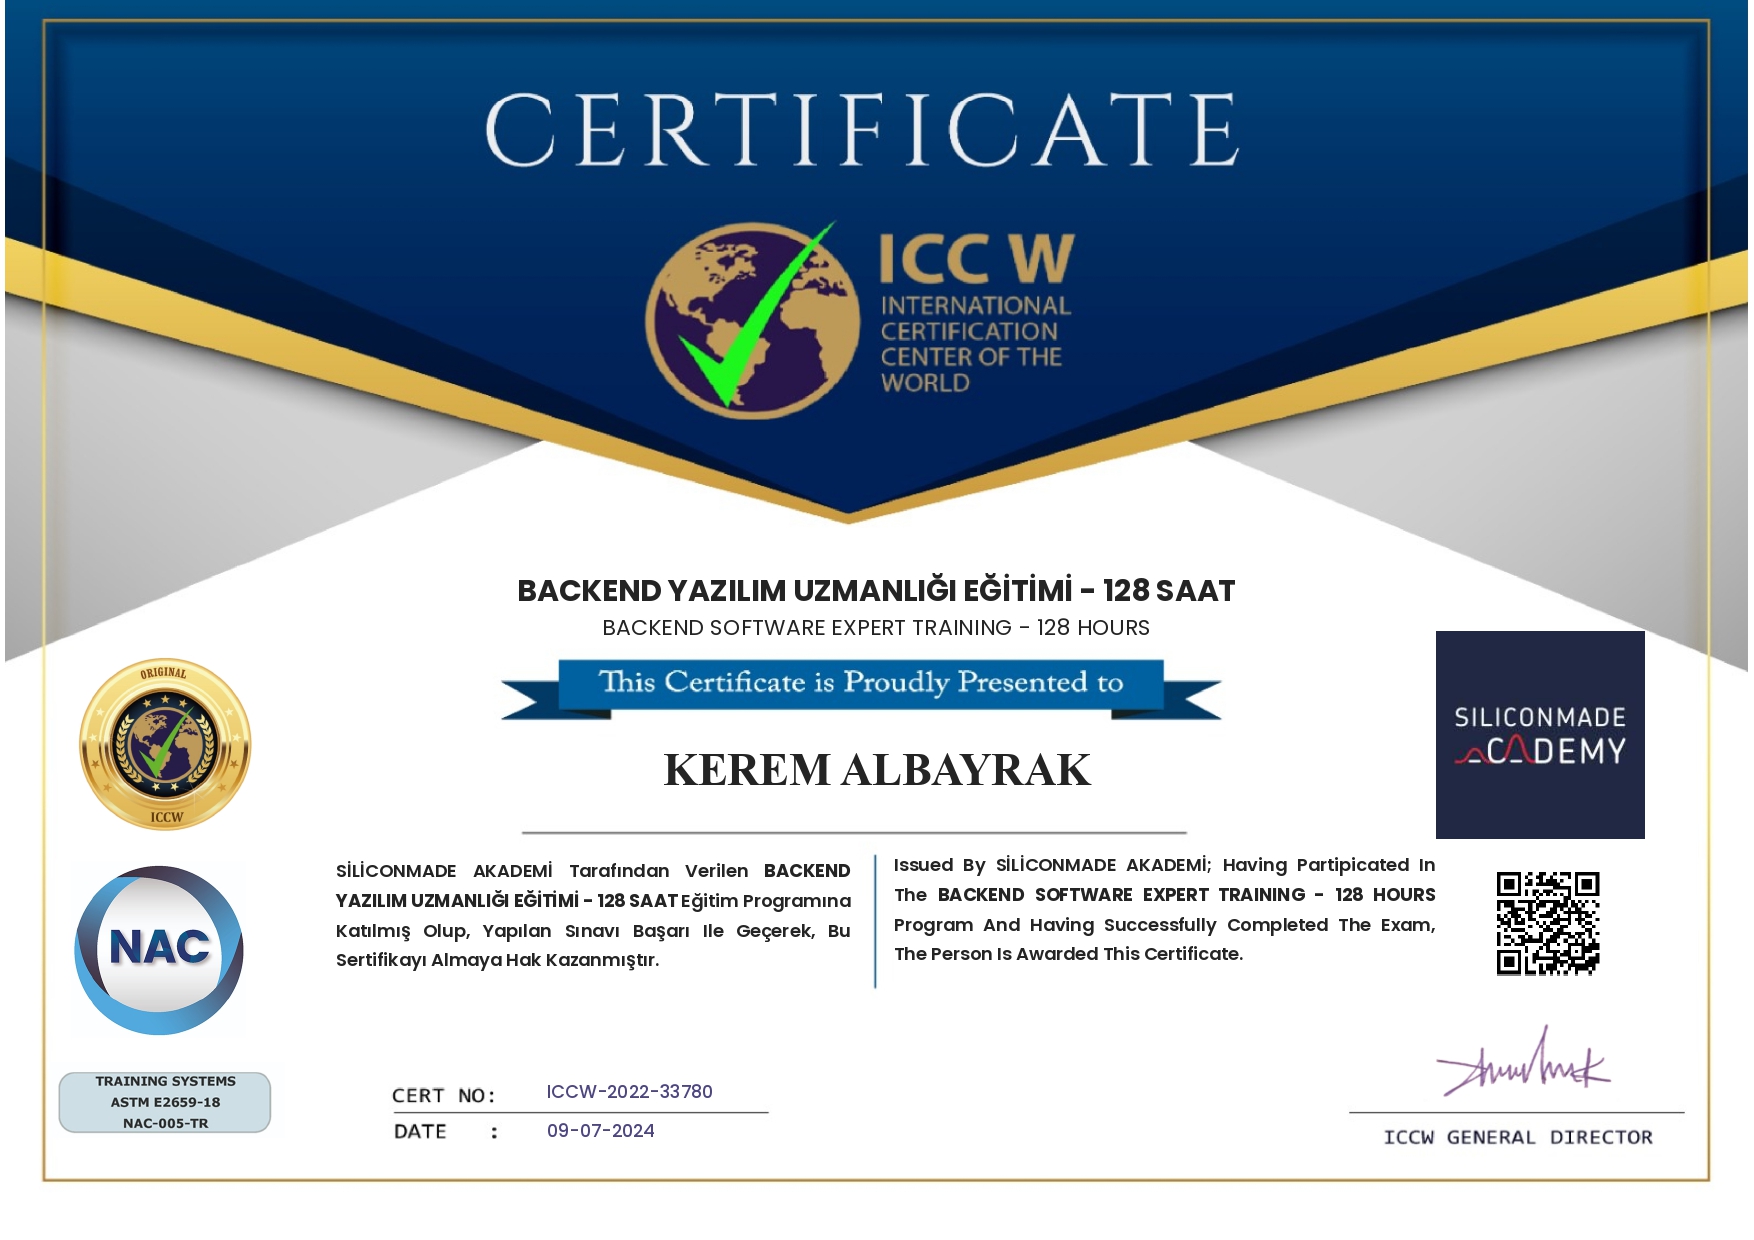 CERTIFICATE
ICC W
INTERNATIONAL
CERTIFICATION
CENTER OF THE
WORLD
BACKEND YAZILIM UZMANLIĞI EĞİTİMİ - 128 SAAT
BACKEND SOFTWARE EXPERT TRAINING - 128 HOURS
This Certificate is Proudly Presented to
KEREM ALBAYRAK
ORIGINAL
ICCW
SILICONMADE
ACADEMY
NAC
SİLİCONMADE AKADEMİ Tarafından Verilen BACKEND
YAZILIM UZMANLIĞI EĞİTİMİ - 128 SAAT Eğitim Programına
Katılmış Olup, Yapılan Sınavı Başarı Ile Geçerek, Bu
Sertifikayı Almaya Hak Kazanmıştır.
Issued By SİLİCONMADE AKADEMİ; Having Partipicated In
The BACKEND SOFTWARE EXPERT TRAINING - 128 HOURS
Program And Having Successfully Completed The Exam,
The Person Is Awarded This Certificate.
TRAINING SYSTEMS
ASTM E2659-18
NAC-005-TR
CERT NO: ICCW-2022-33780
DATE : 09-07-2024
ICCW GENERAL DIRECTOR